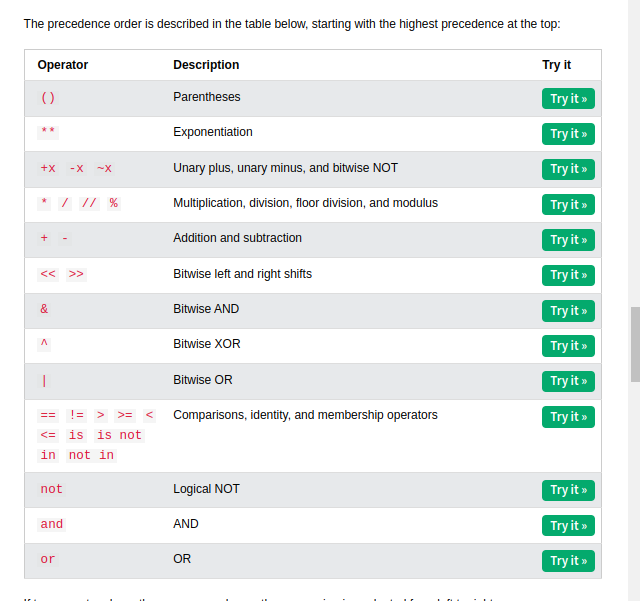 The precedence order is described in the table below, starting with the highest precedence at the top:
Operator Description Try it
() Parentheses Try it »
** Exponentiation Try it »
+x -x ~x Unary plus, unary minus, and bitwise NOT Try it »
* / // % Multiplication, division, floor division, and modulus Try it »
+ - Addition and subtraction Try it »
<< >> Bitwise left and right shifts Try it »
& Bitwise AND Try it »
^ Bitwise XOR Try it »
| Bitwise OR Try it »
== != > >= < Comparisons, identity, and membership operators Try it »
<= is is not
in not in
not Logical NOT Try it »
and AND Try it »
or OR Try it »